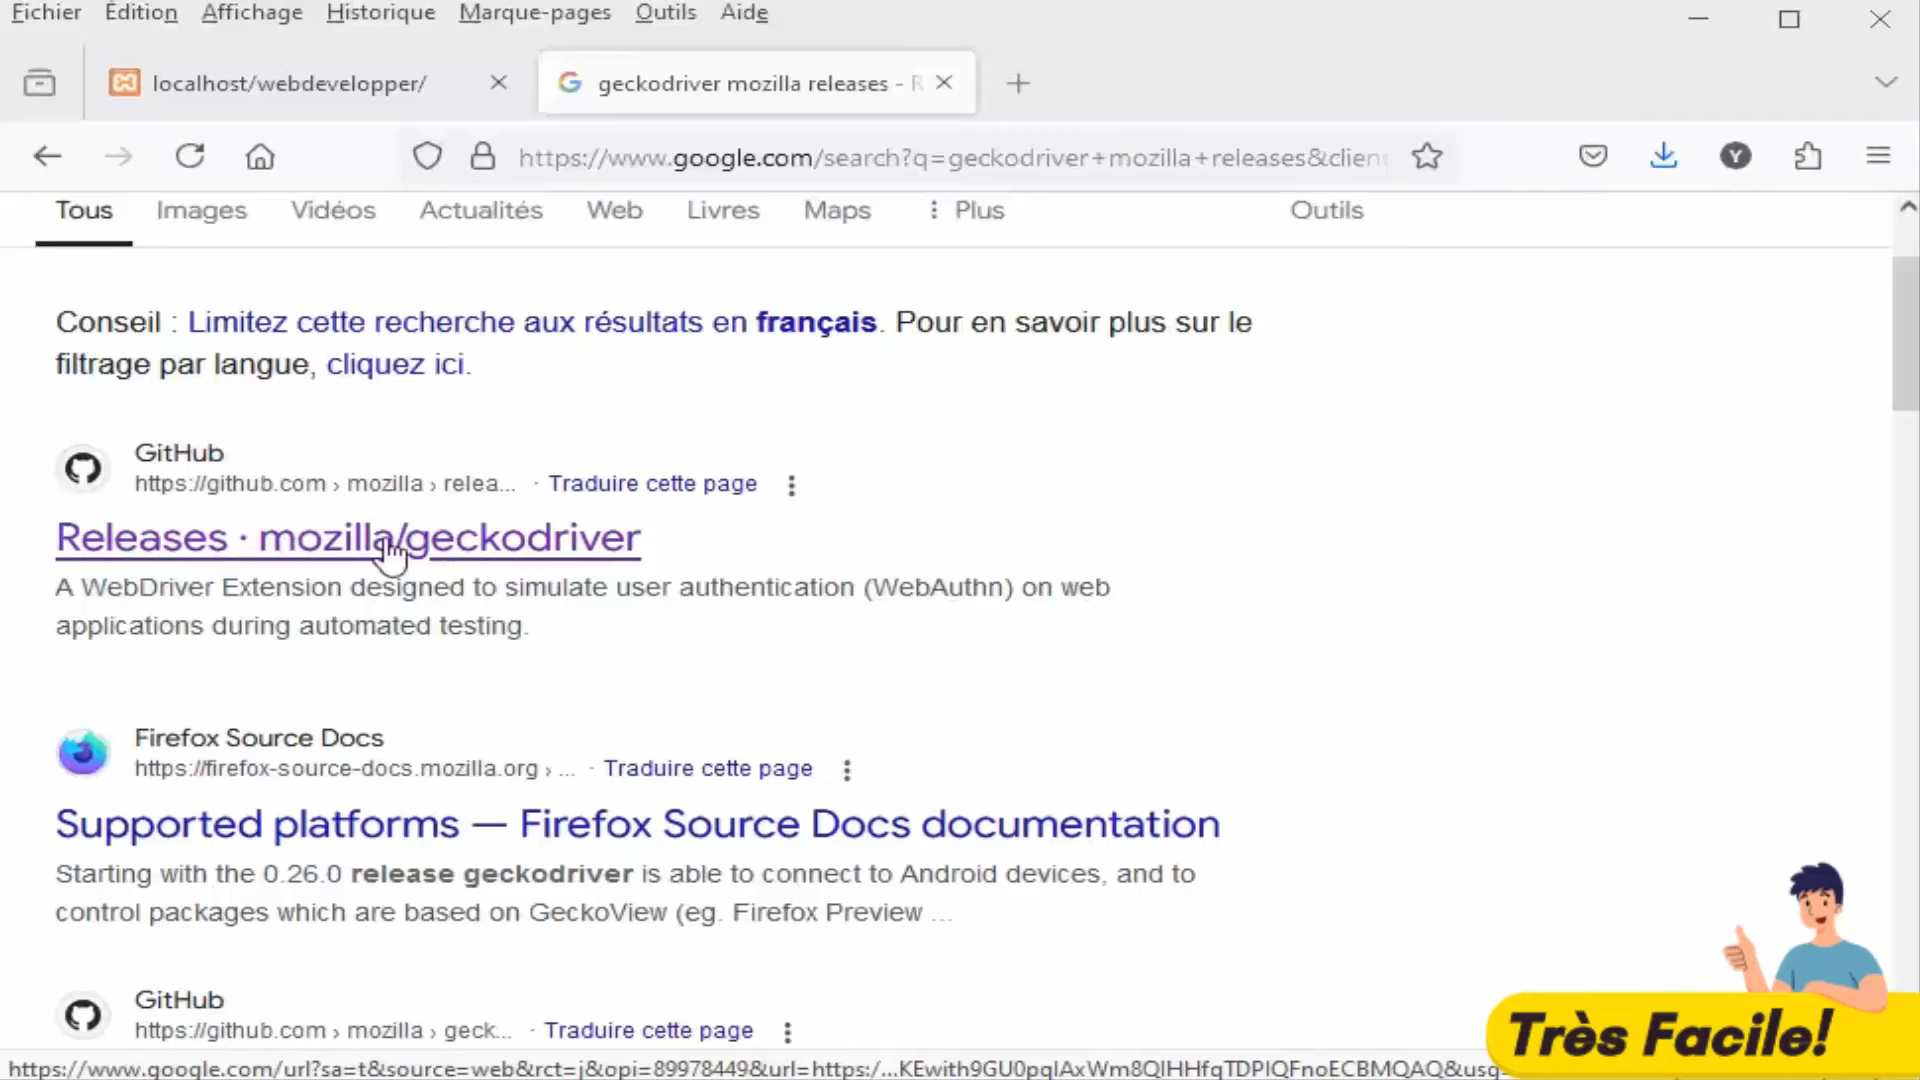 Fichier Édition Affichage Historique Marque-pages Outils Aide
localhost/webdevelopper/
geckodriver mozilla releases - R
https://www.google.com/search?q=geckodriver+mozilla+releases&clien
Y
Tous Images Vidéos Actualités Web Livres Maps Plus Outils
Conseil : Limitez cette recherche aux résultats en français. Pour en savoir plus sur le
filtrage par langue, cliquez ici.
GitHub
https://github.com › mozilla › relea... · Traduire cette page
Releases · mozilla/geckodriver
A WebDriver Extension designed to simulate user authentication (WebAuthn) on web
applications during automated testing.
Firefox Source Docs
https://firefox-source-docs.mozilla.org › ... · Traduire cette page
Supported platforms — Firefox Source Docs documentation
Starting with the 0.26.0 release geckodriver is able to connect to Android devices, and to
control packages which are based on GeckoView (eg. Firefox Preview ...
GitHub
https://github.com › mozilla › geck... · Traduire cette page
Très Facile!
https://www.google.com/url?sa=t&source=web&rct=j&opi=89978449&url=https:/...KEwith9GU0pqIAxWm8QIHHfqTDPIQFnoECBMQAQ&usg=